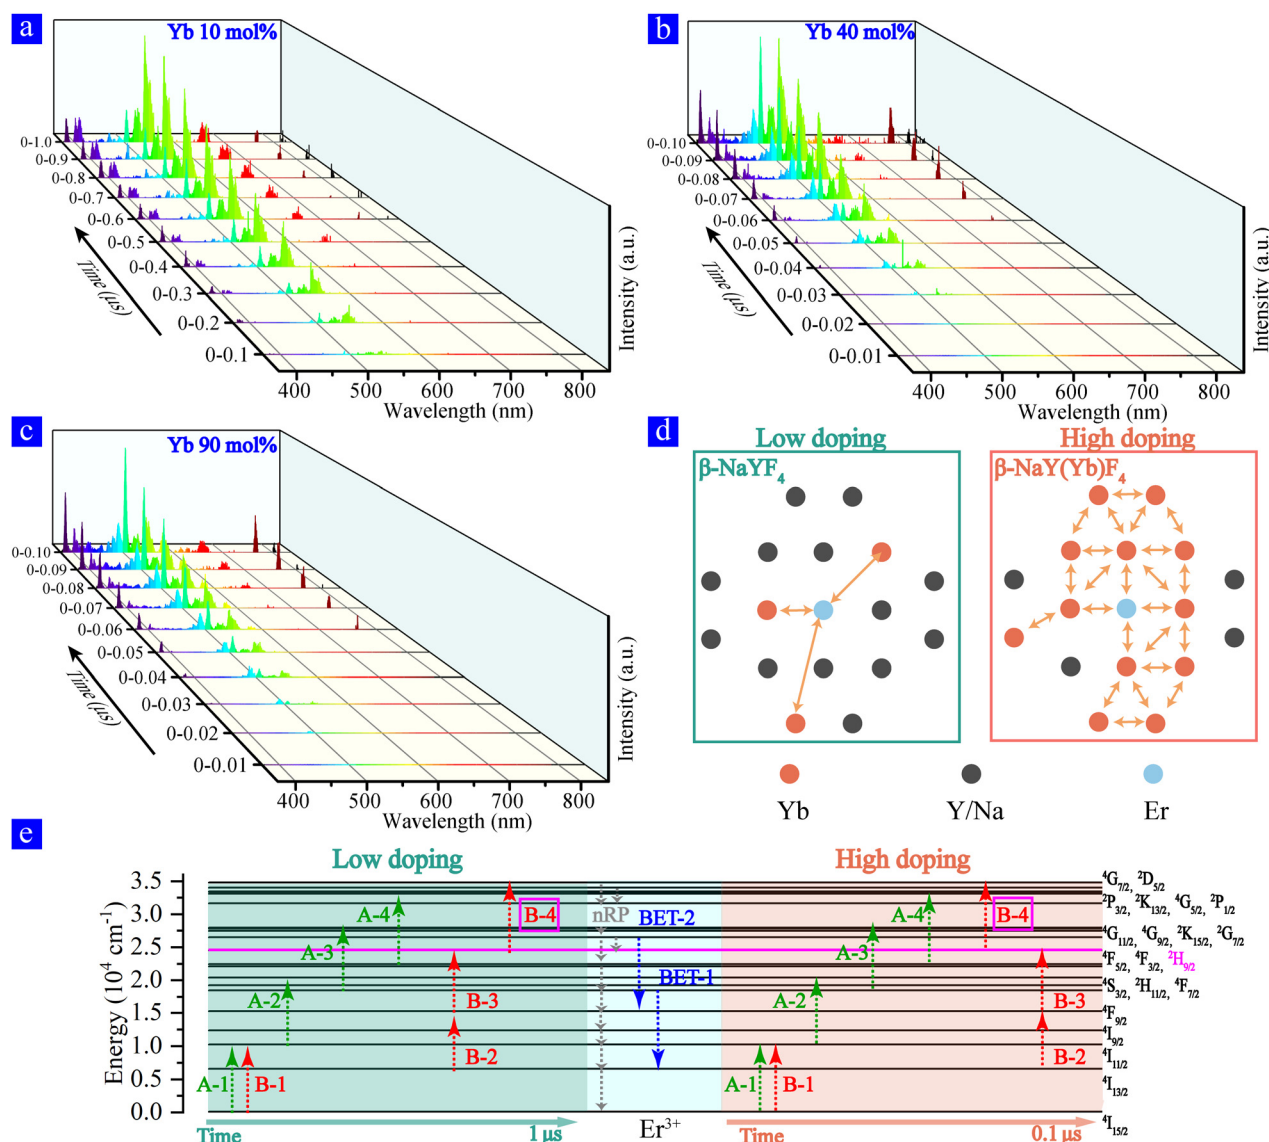 a
Yb 10 mol%
0-1.0
0-0.9
0-0.8
0-0.7
0-0.6
0-0.5
0-0.4
0-0.3
0-0.2
0-0.1
Time (μs)
400 500 600 700 800
Wavelength (nm)
Intensity (a.u.)
b
Yb 40 mol%
0-0.10
0-0.09
0-0.08
0-0.07
0-0.06
0-0.05
0-0.04
0-0.03
0-0.02
0-0.01
Time (μs)
400 500 600 700 800
Wavelength (nm)
Intensity (a.u.)
c
Yb 90 mol%
0-0.10
0-0.09
0-0.08
0-0.07
0-0.06
0-0.05
0-0.04
0-0.03
0-0.02
0-0.01
Time (μs)
400 500 600 700 800
Wavelength (nm)
Intensity (a.u.)
d
Low doping
High doping
β-NaYF₄
β-NaY(Yb)F₄
Yb
Y/Na
Er
e
Low doping
High doping
Energy (10⁴ cm⁻¹)
3.5
3.0
2.5
2.0
1.5
1.0
0.5
0.0
A-1
B-1
A-2
A-3
A-4
B-2
B-3
B-4
nRP
BET-2
BET-1
A-1
B-1
A-2
A-3
A-4
B-4
B-3
B-2
⁴G₇/₂, ²D₅/₂
²P₃/₂, ²K₁₃/₂, ⁴G₅/₂, ²P₁/₂
⁴G₁₁/₂, ⁴G₉/₂, ²K₁₅/₂, ²G₇/₂
⁴F₅/₂, ⁴F₃/₂, ²H₉/₂
⁴S₃/₂, ²H₁₁/₂, ⁴F₇/₂
⁴F₉/₂
⁴I₉/₂
⁴I₁₁/₂
⁴I₁₃/₂
⁴I₁₅/₂
Time 1 μs
Er³⁺
Time 0.1 μs